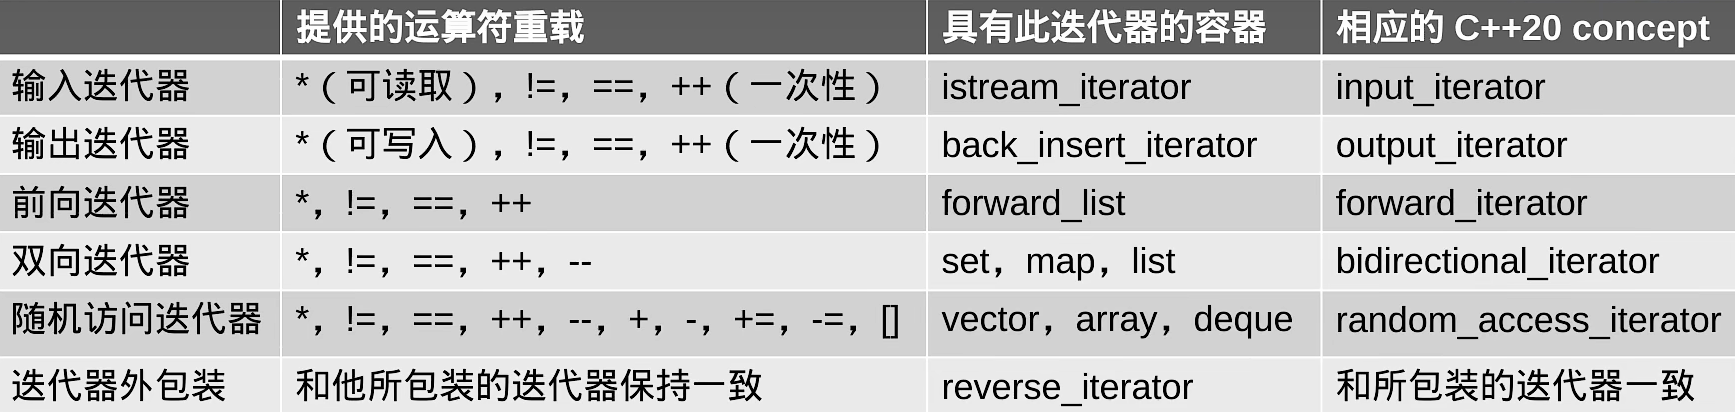 提供的运算符重载 具有此迭代器的容器 相应的 C++20 concept
输入迭代器 *（可读取），!=，==，++（一次性） istream_iterator input_iterator
输出迭代器 *（可写入），!=，==，++（一次性） back_insert_iterator output_iterator
前向迭代器 *，!=，==，++ forward_list forward_iterator
双向迭代器 *，!=，==，++，-- set，map，list bidirectional_iterator
随机访问迭代器 *，!=，==，++，--，+，-，+=，-=，[] vector，array，deque random_access_iterator
迭代器外包装 和他所包装的迭代器保持一致 reverse_iterator 和所包装的迭代器一致